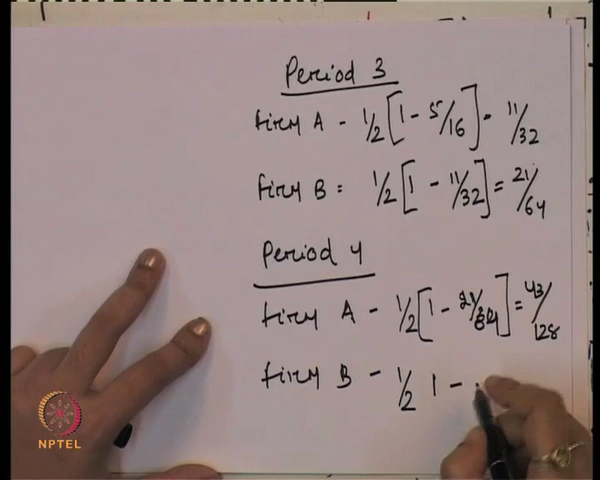 Period 3
Firm A - 1/2 [1 - 5/16] - 11/32
Firm B = 1/2 [1 - 11/32] = 21/64
Period 4
Firm A - 1/2 [1 - 21/64] = 43/128
Firm B - 1/2 1 -
NPTEL